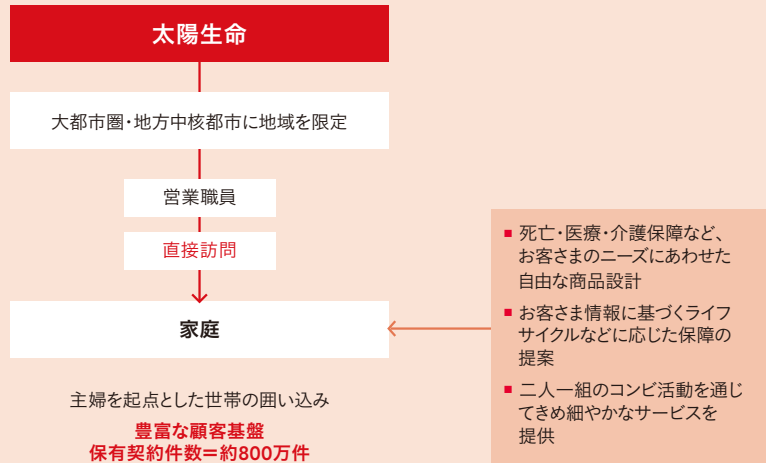 太陽生命
大都市圏・地方中核都市に地域を限定
営業職員
直接訪問
家庭
主婦を起点とした世帯の囲い込み
豊富な顧客基盤
保有契約件数=約800万件
■ 死亡・医療・介護保障など、
お客さまのニーズにあわせた
自由な商品設計
■ お客さま情報に基づくライフ
サイクルなどに応じた保障の
提案
■ 二人一組のコンビ活動を通じ
てきめ細やかなサービスを
提供